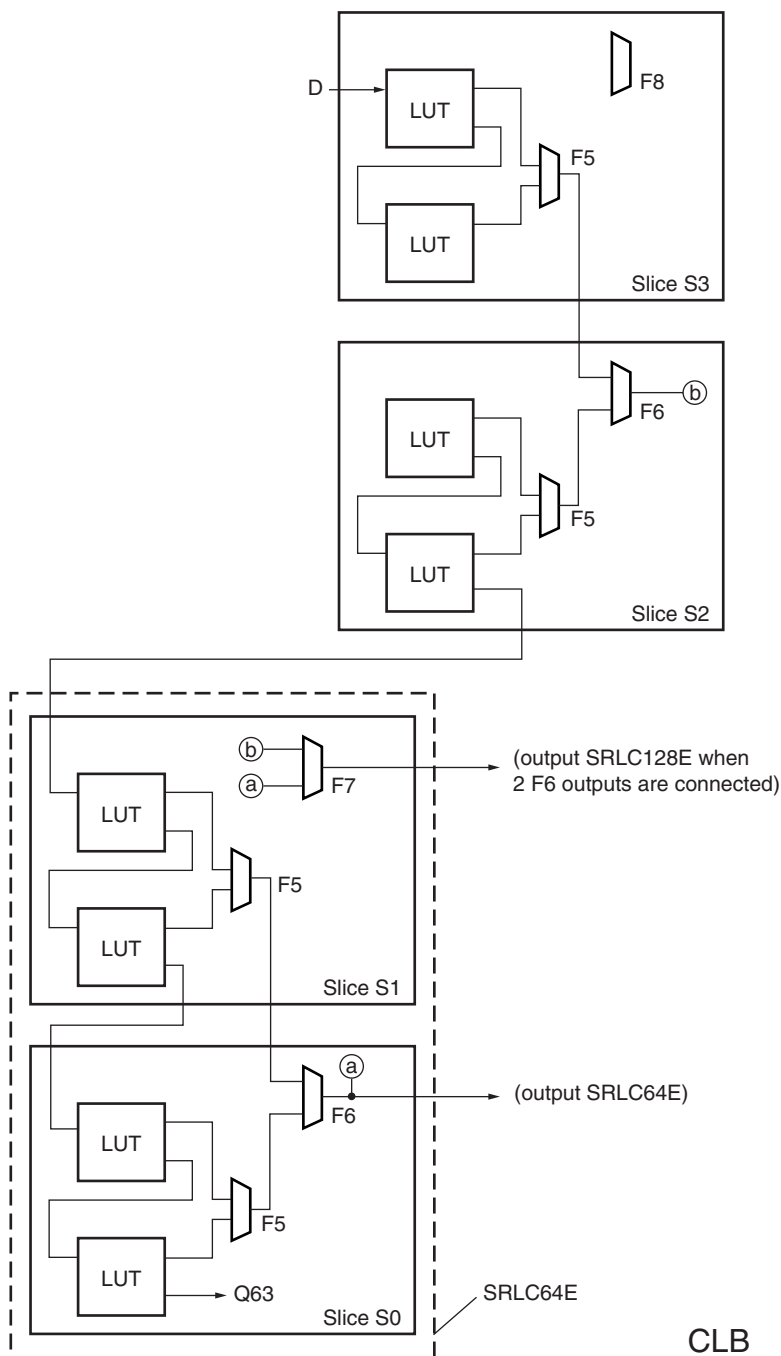 F8
D
LUT
F5
LUT
Slice S3
b
LUT
F6
F5
LUT
Slice S2
b
(output SRLC128E when
a
F7
2 F6 outputs are connected)
LUT
F5
LUT
Slice S1
a
(output SRLC64E)
LUT
F6
F5
LUT
Q63
SRLC64E
Slice S0
CLB